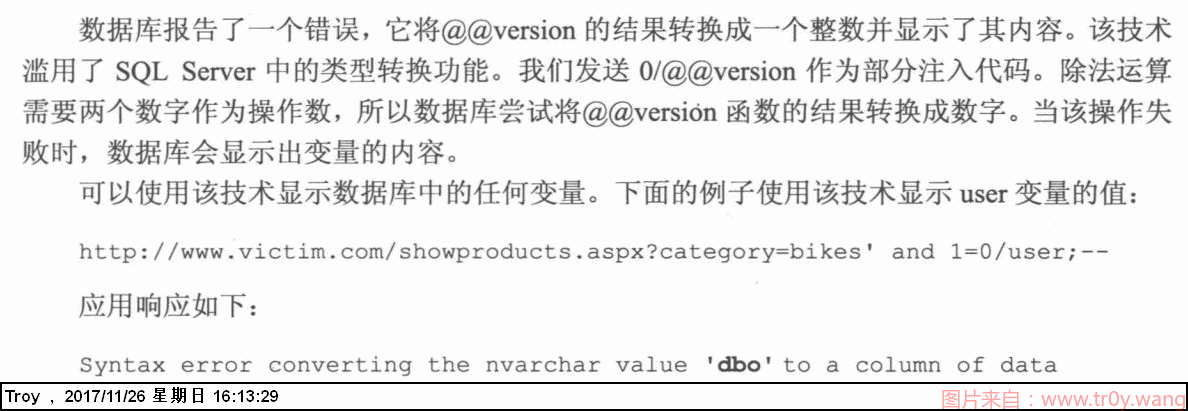 数据库报告了一个错误，它将@@version 的结果转换成一个整数并显示了其内容。该技术
滥用了 SQL Server 中的类型转换功能。我们发送 0/@@version 作为部分注入代码。除法运算
需要两个数字作为操作数，所以数据库尝试将@@version 函数的结果转换成数字。当该操作失
败时，数据库会显示出变量的内容。
可以使用该技术显示数据库中的任何变量。下面的例子使用该技术显示 user 变量的值：
http://www.victim.com/showproducts.aspx?category=bikes' and 1=0/user;--
应用响应如下：
Syntax error converting the nvarchar value 'dbo' to a column of data
Troy , 2017/11/26 星期日 16:13:29
图片来自：www.tr0y.wang